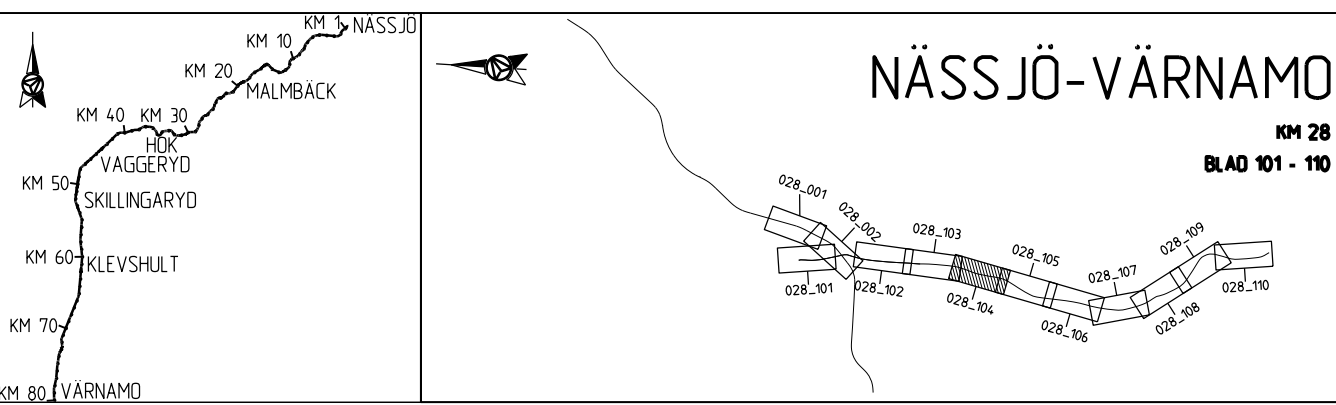 KM 1
NÄSSJÖ
KM 10
KM 20
MALMBÄCK
KM 40
KM 30
HOK
VAGGERYD
KM 50
SKILLINGARYD
KM 60
KLEVSHULT
KM 70
KM 80
VÄRNAMO
NÄSSJÖ-VÄRNAMO
KM 28
BLAD 101 - 110
028_001
028_002
028_103
028_105
028_107
028_109
028_101
028_102
028_104
028_106
028_108
028_110